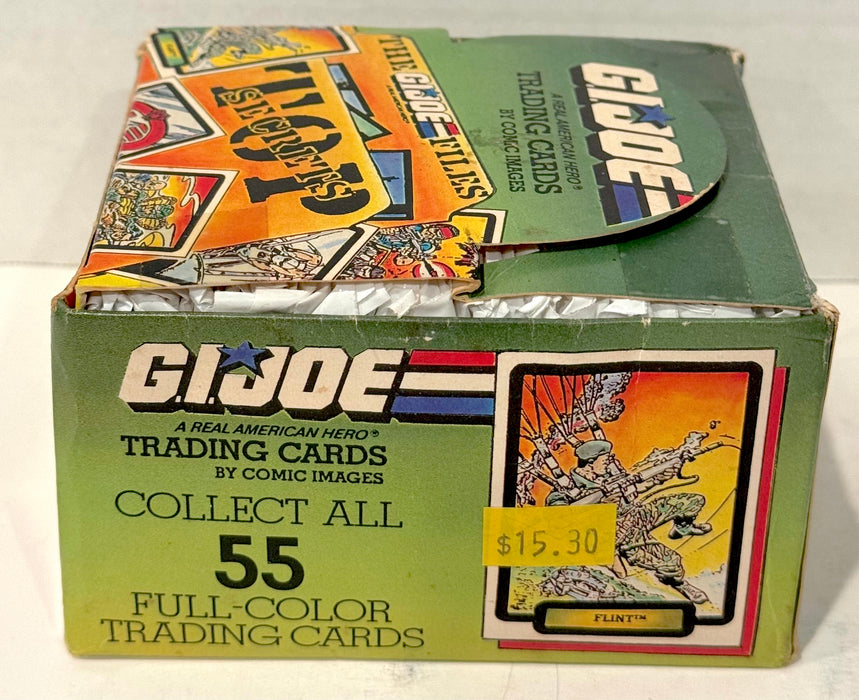 G.I. JOE
A REAL AMERICAN HERO®
TRADING CARDS
BY COMIC IMAGES
THE G.I. JOE FILES
TOP
SECRETS
G.I. JOE
A REAL AMERICAN HERO®
TRADING CARDS
BY COMIC IMAGES
COLLECT ALL
55
FULL-COLOR
TRADING CARDS
$15.30
FLINT™